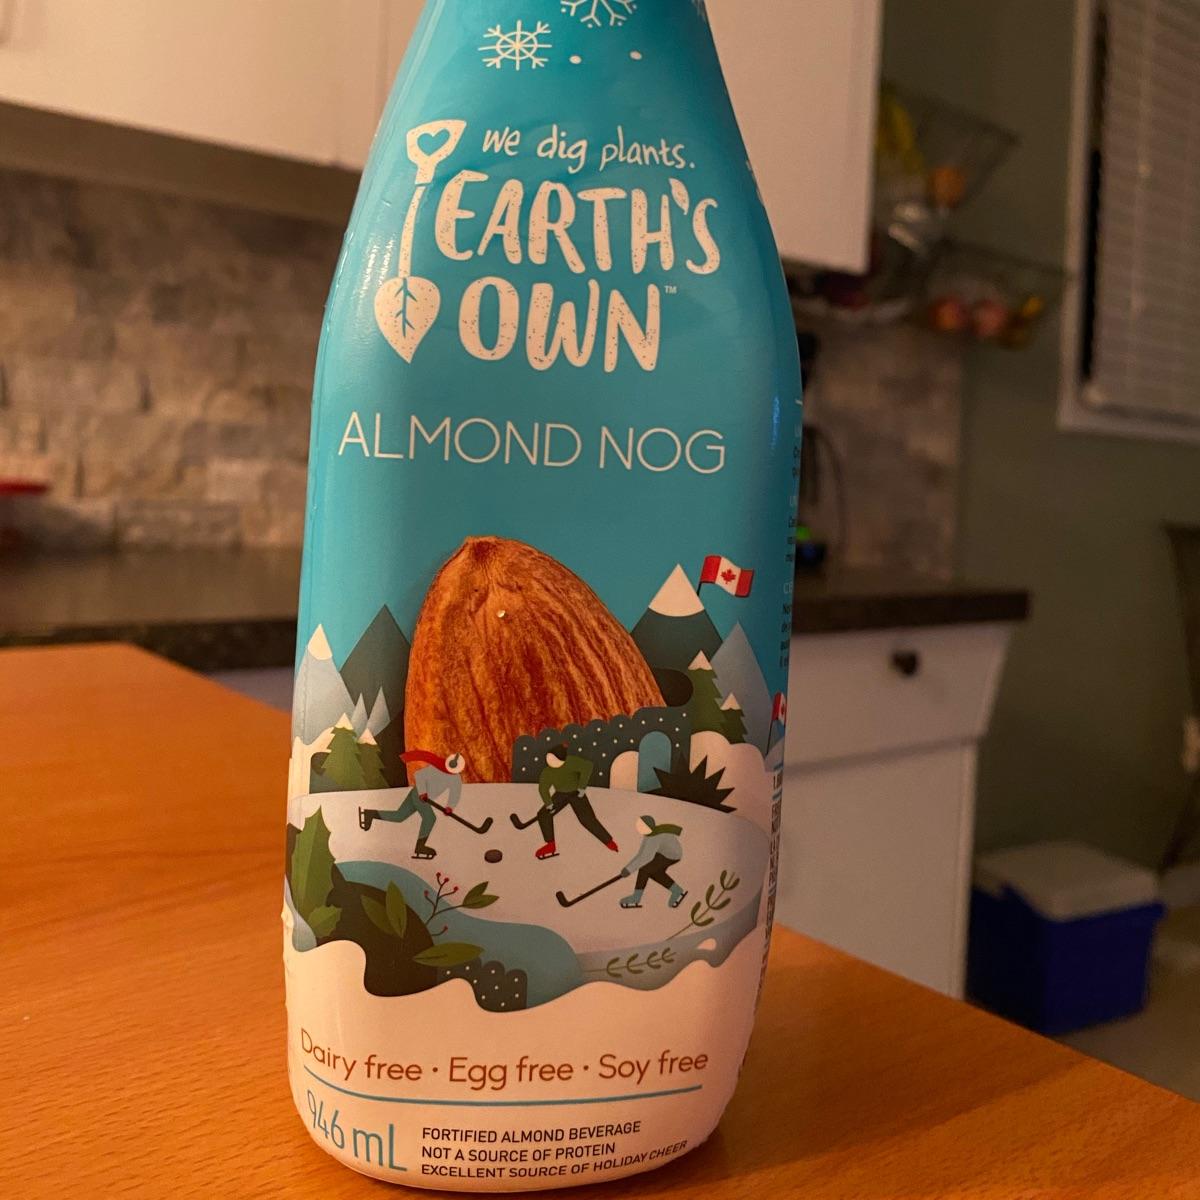 we dig plants.
EARTH'S
OWN™
ALMOND NOG
Dairy free · Egg free · Soy free
946 mL
FORTIFIED ALMOND BEVERAGE
NOT A SOURCE OF PROTEIN
EXCELLENT SOURCE OF HOLIDAY CHEER